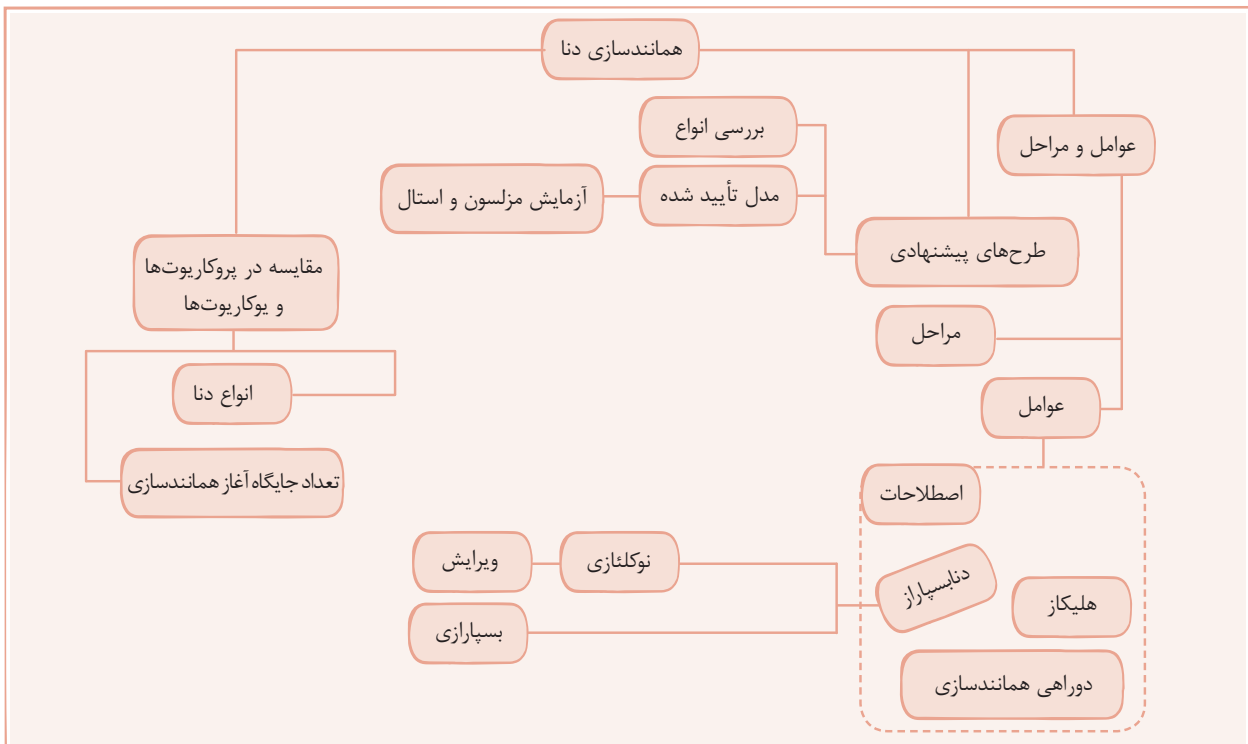 همانندسازی دنا
عوامل و مراحل
بررسی انواع
مدل تأیید شده
آزمایش مزلسون و استال
طرح‌های پیشنهادی
مقایسه در پروکاریوت‌ها
و یوکاریوت‌ها
مراحل
انواع دنا
عوامل
تعداد جایگاه آغاز همانندسازی
اصطلاحات
دنابسپاراز
هلیکاز
دوراهی همانندسازی
نوکلئازی
ویرایش
بسپارازی